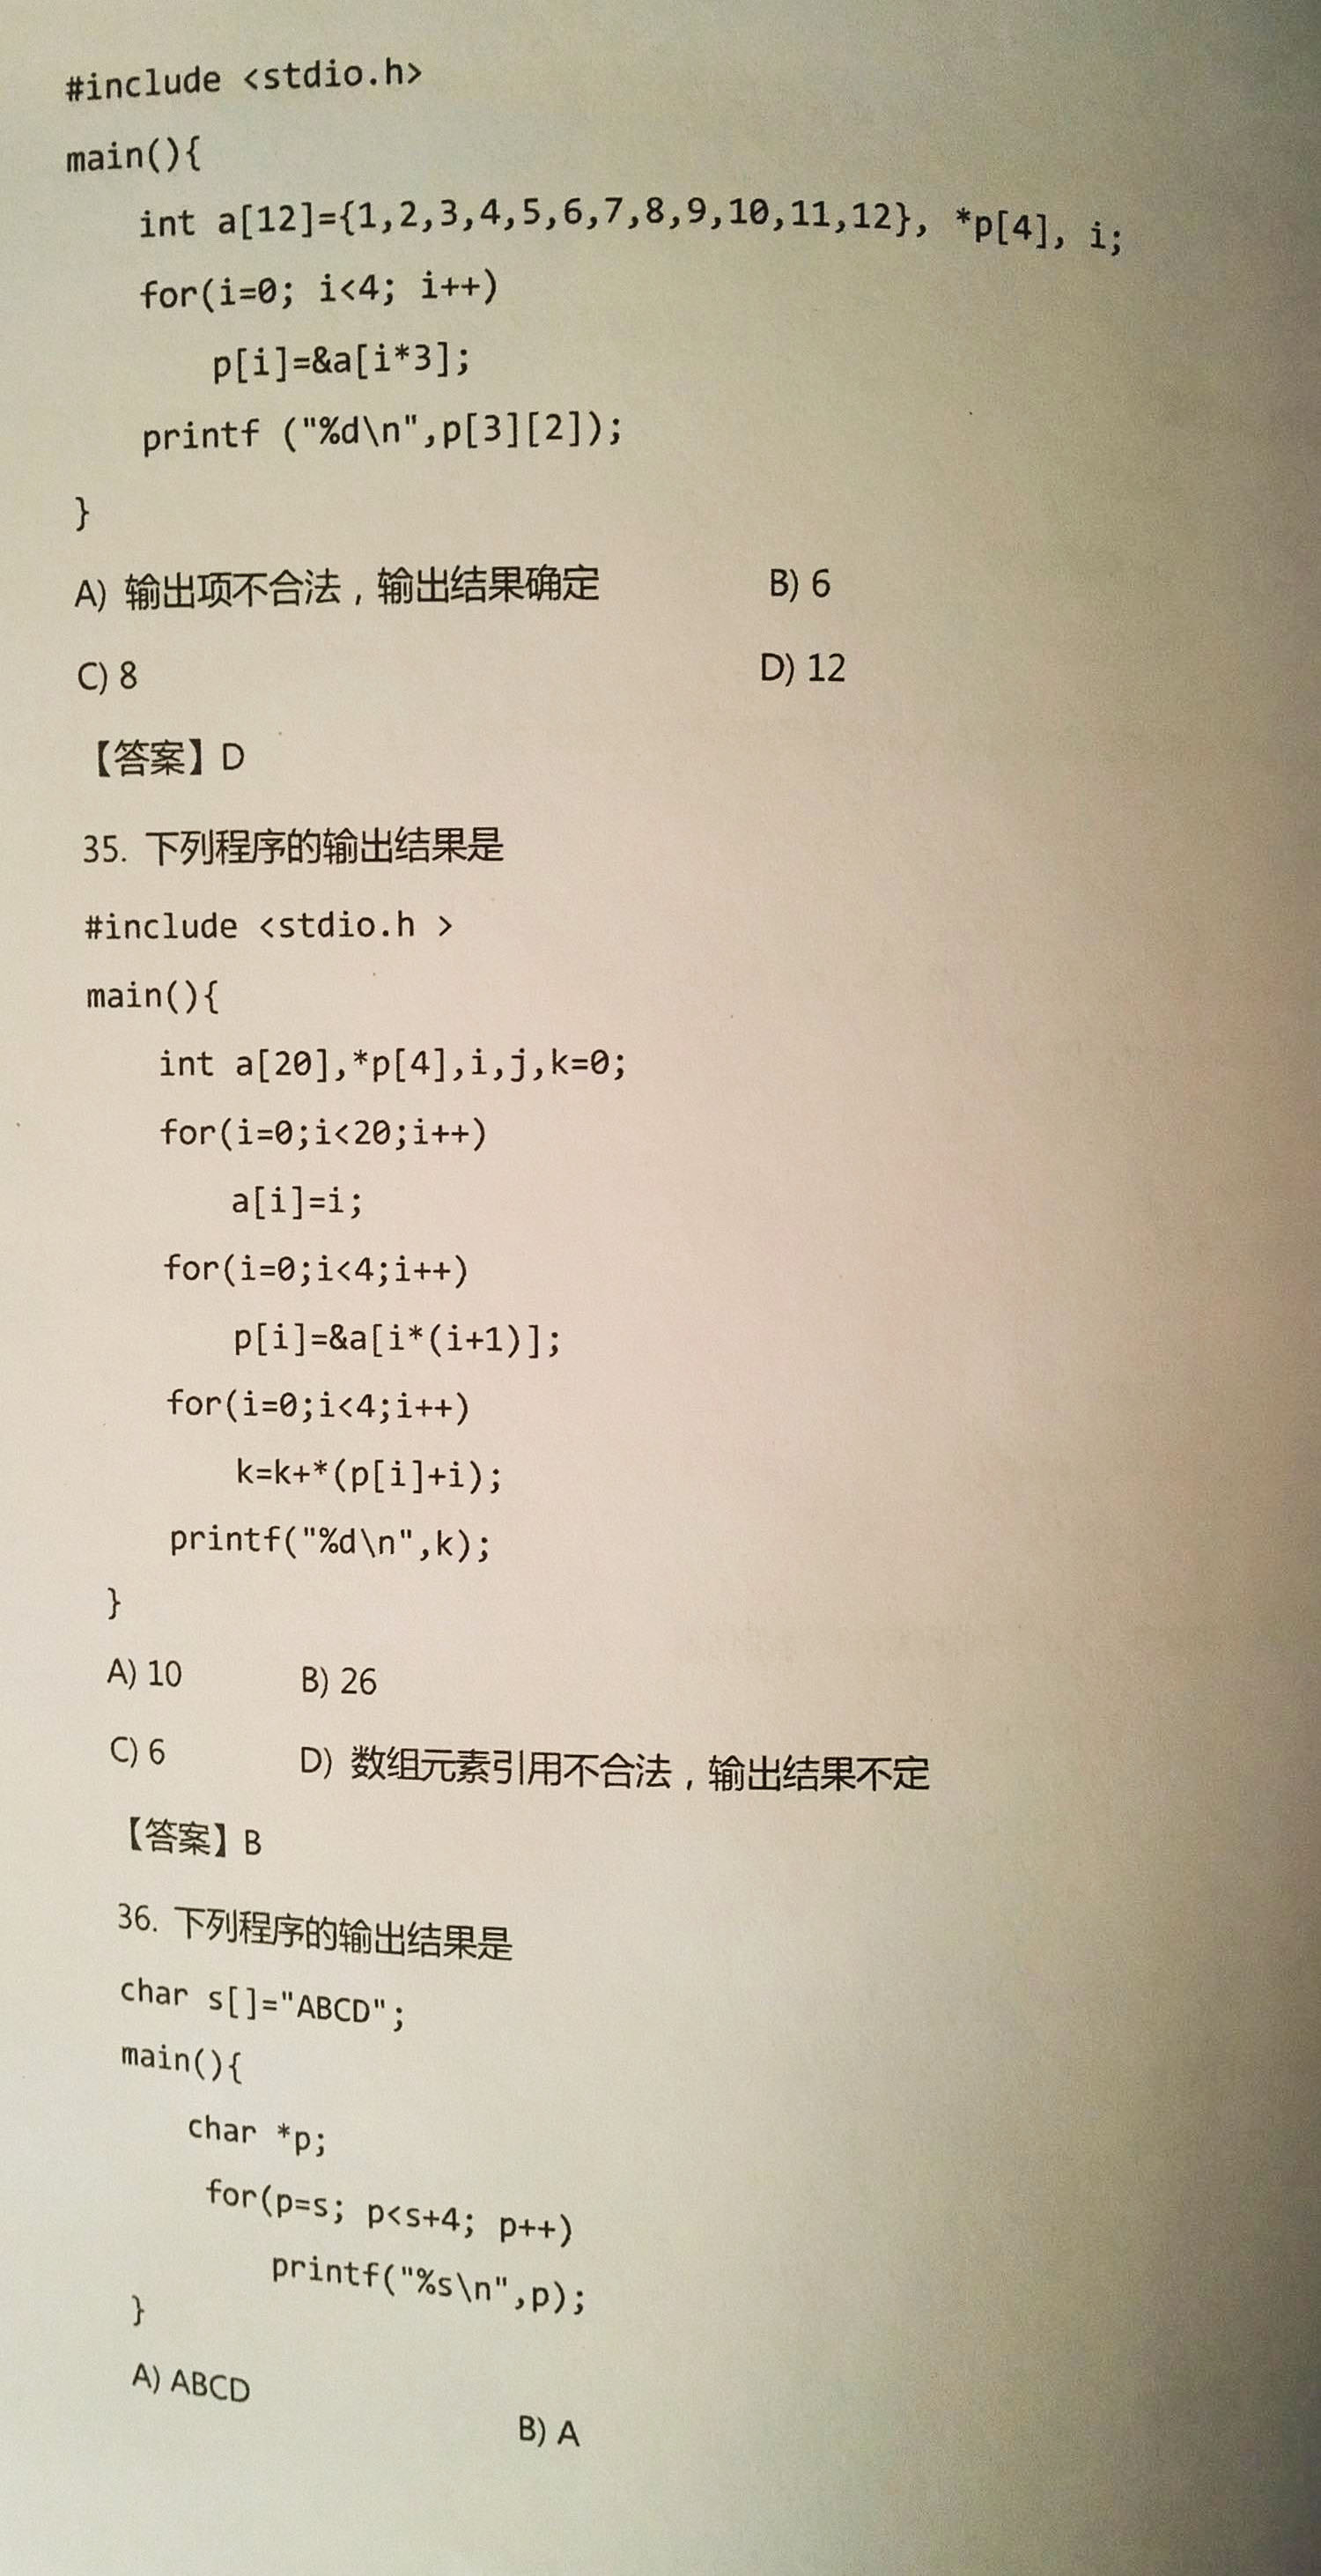 #include <stdio.h>
main(){
int a[12]={1,2,3,4,5,6,7,8,9,10,11,12}, *p[4], i;
for(i=0; i<4; i++)
p[i]=&a[i*3];
printf ("%d\n",p[3][2]);
}
A) 输出项不合法，输出结果确定 B) 6
C) 8 D) 12
【答案】D
35. 下列程序的输出结果是
#include <stdio.h >
main(){
int a[20],*p[4],i,j,k=0;
for(i=0;i<20;i++)
a[i]=i;
for(i=0;i<4;i++)
p[i]=&a[i*(i+1)];
for(i=0;i<4;i++)
k=k+*(p[i]+i);
printf("%d\n",k);
}
A) 10 B) 26
C) 6 D) 数组元素引用不合法，输出结果不定
【答案】B
36. 下列程序的输出结果是
char s[]="ABCD";
main(){
char *p;
for(p=s; p<s+4; p++)
printf("%s\n",p);
}
A) ABCD
B) A